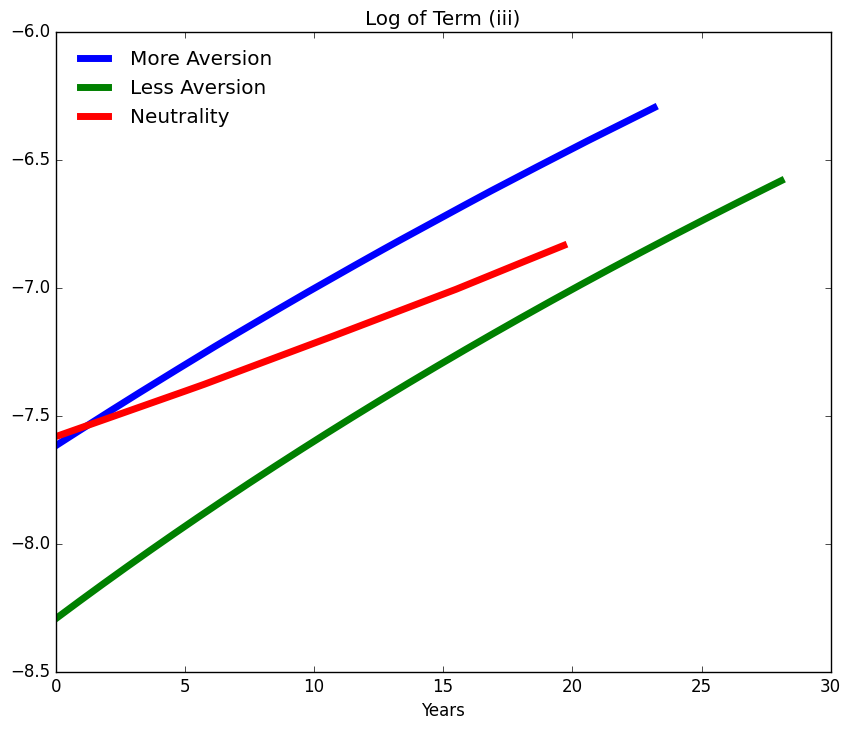 Log of Term (iii)
−6.0
−6.5
−7.0
−7.5
−8.0
−8.5
More Aversion
Less Aversion
Neutrality
0 5 10 15 20 25 30
Years